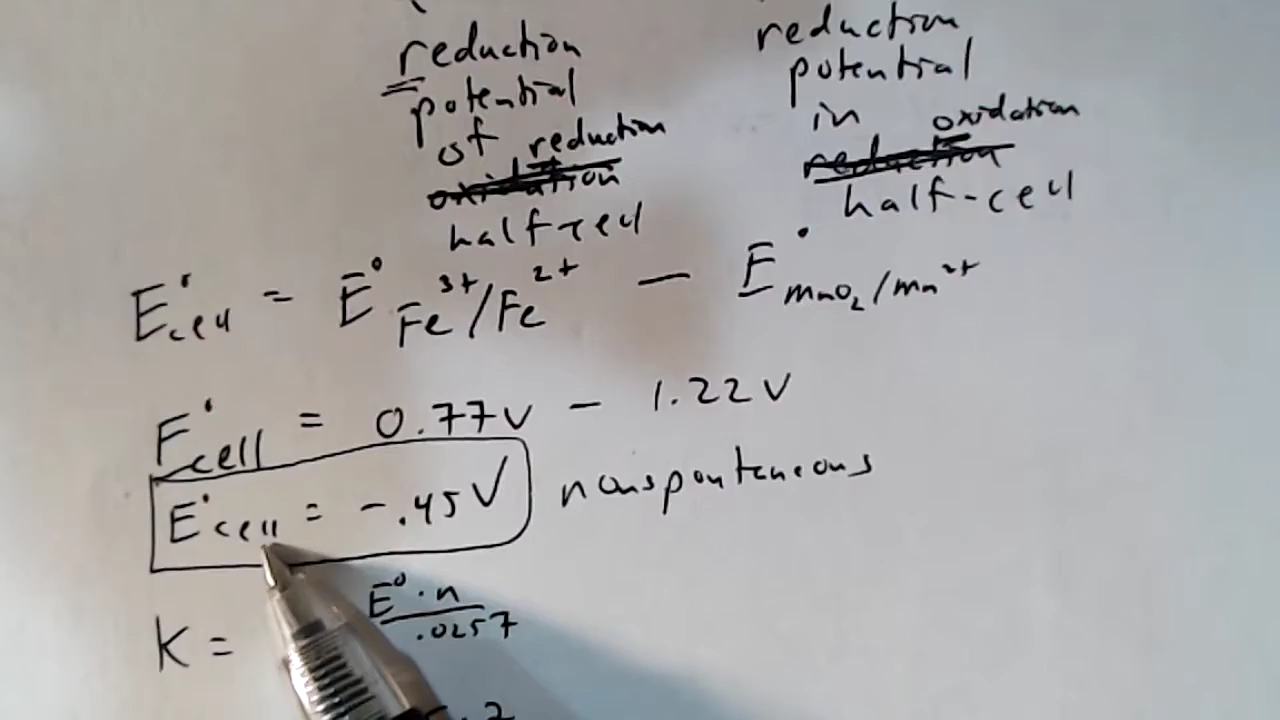 reduction
potential
of reduction
oxidation
half-cell
reduction
potential
in oxidation
reduction
half-cell
E°cell = E° Fe³⁺/Fe²⁺ — E° MnO₂/Mn²⁺
E°cell = 0.77V — 1.22V
E°cell = -.45V nonspontaneous
K = E°·n
.0257